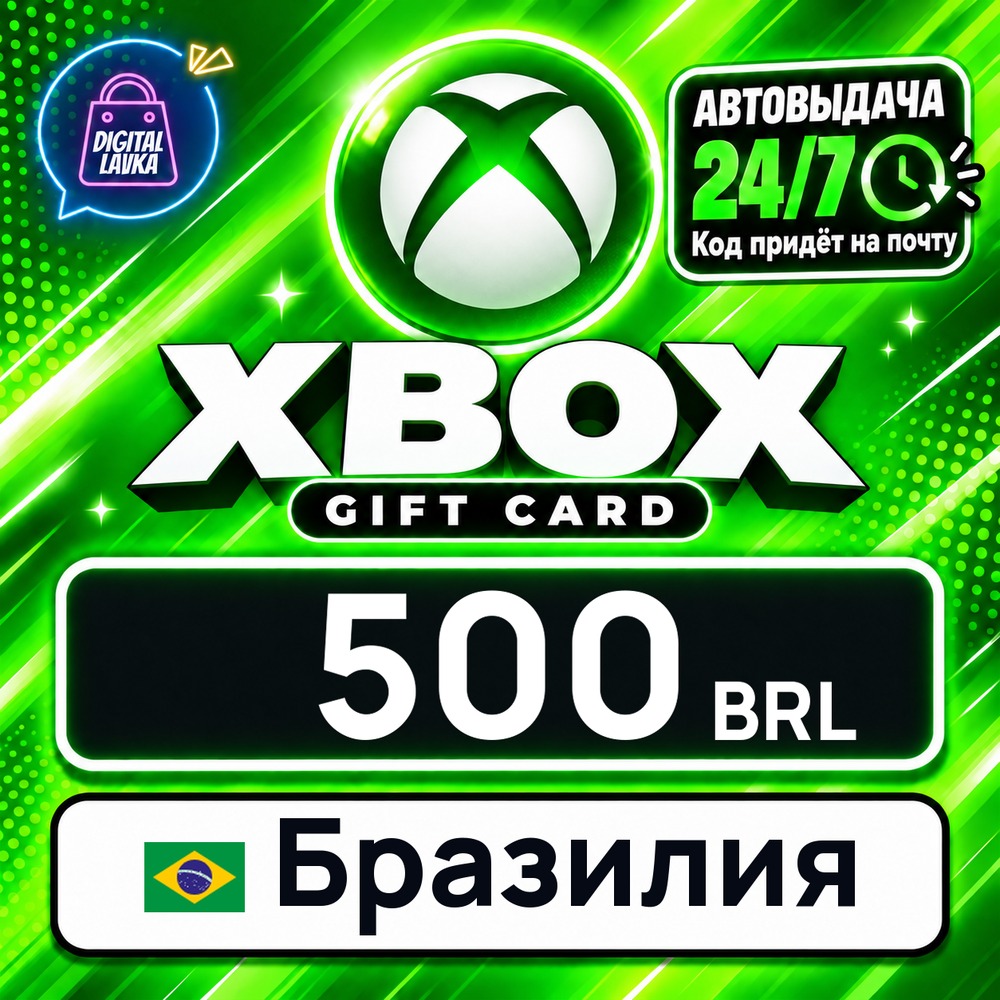 DIGITAL
LAVKA
АВТОВЫДАЧА
24/7
Код придёт на почту
XBOX
GIFT CARD
500 BRL
Бразилия